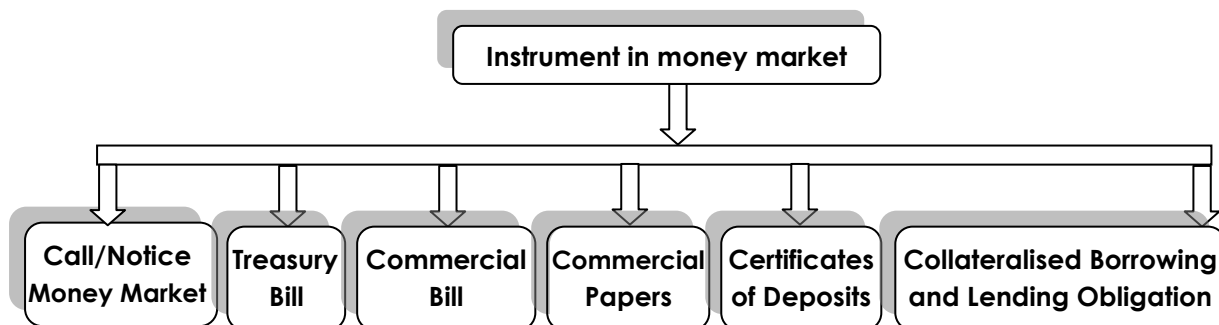 Instrument in money market
Call/Notice
Money Market
Treasury
Bill
Commercial
Bill
Commercial
Papers
Certificates
of Deposits
Collateralised Borrowing
and Lending Obligation